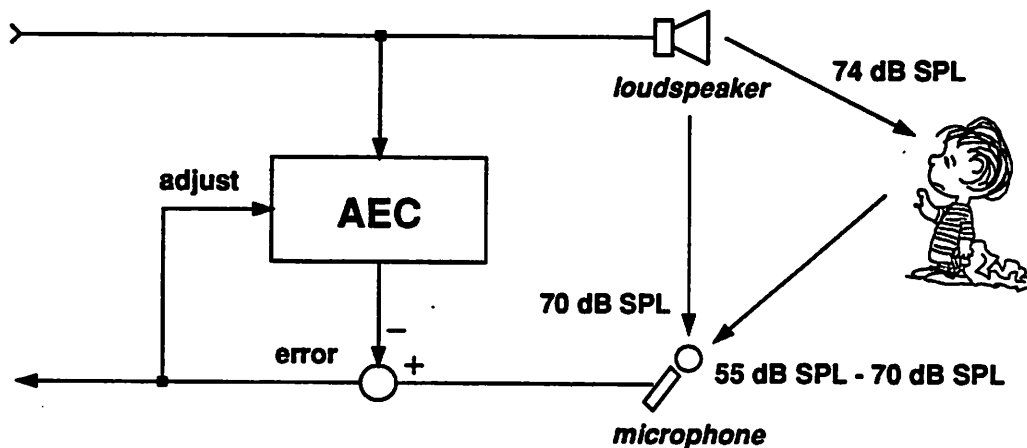 74 dB SPL
loudspeaker
adjust
AEC
70 dB SPL
−
error
+
55 dB SPL - 70 dB SPL
microphone